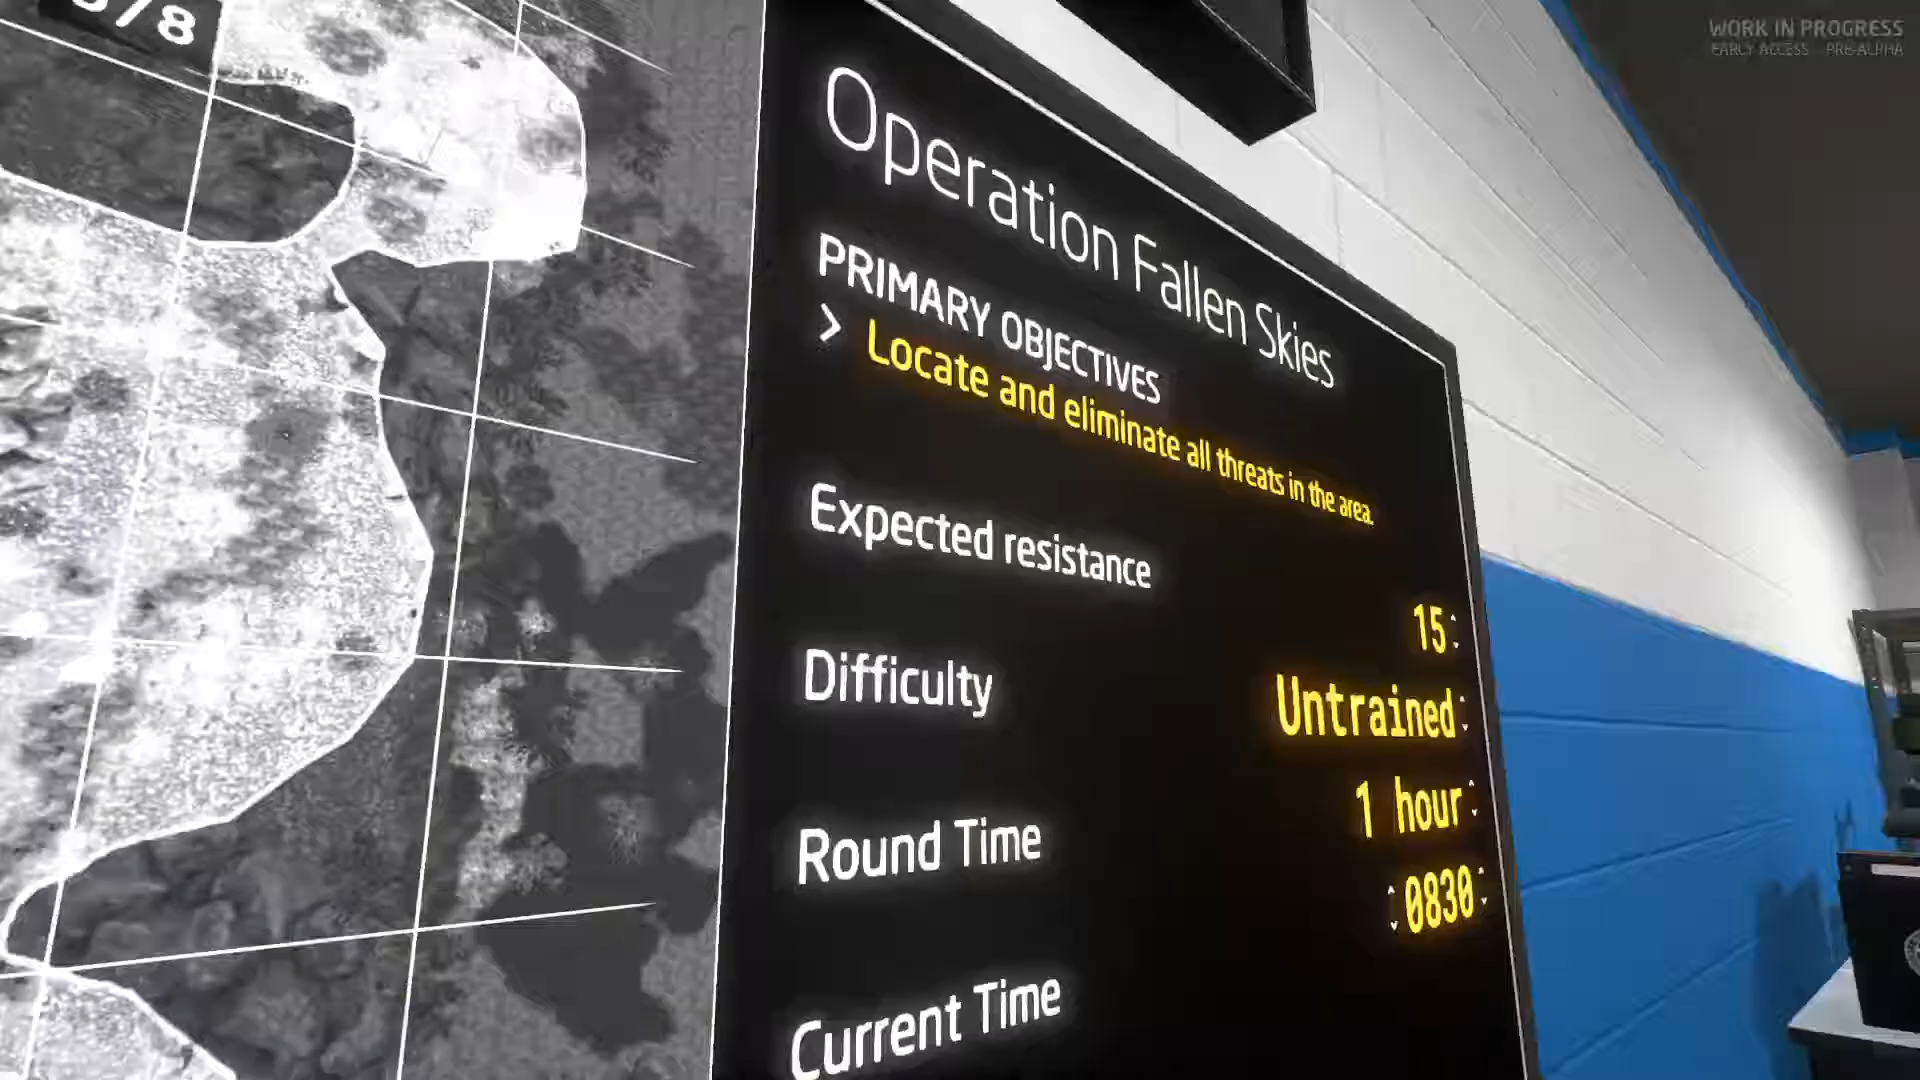 /8
WORK IN PROGRESS
EARLY ACCESS - PRE-ALPHA
Operation Fallen Skies
PRIMARY OBJECTIVES
> Locate and eliminate all threats in the area.
Expected resistance
15
Difficulty
Untrained
Round Time
1 hour
Current Time
0830